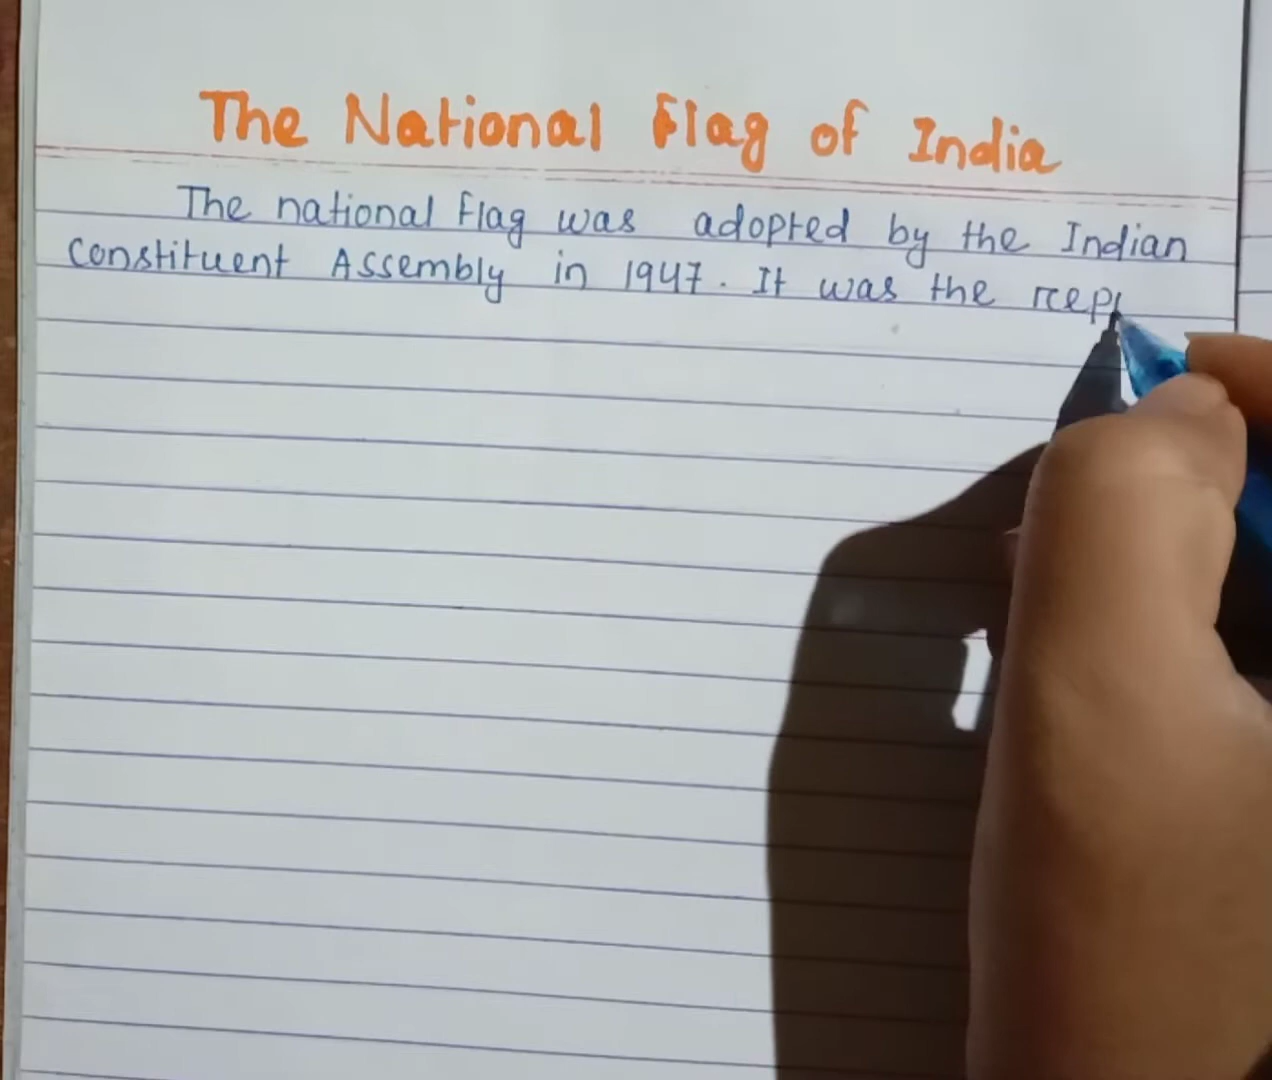 The National Flag of India
The national flag was adopted by the Indian
Constituent Assembly in 1947. It was the rep